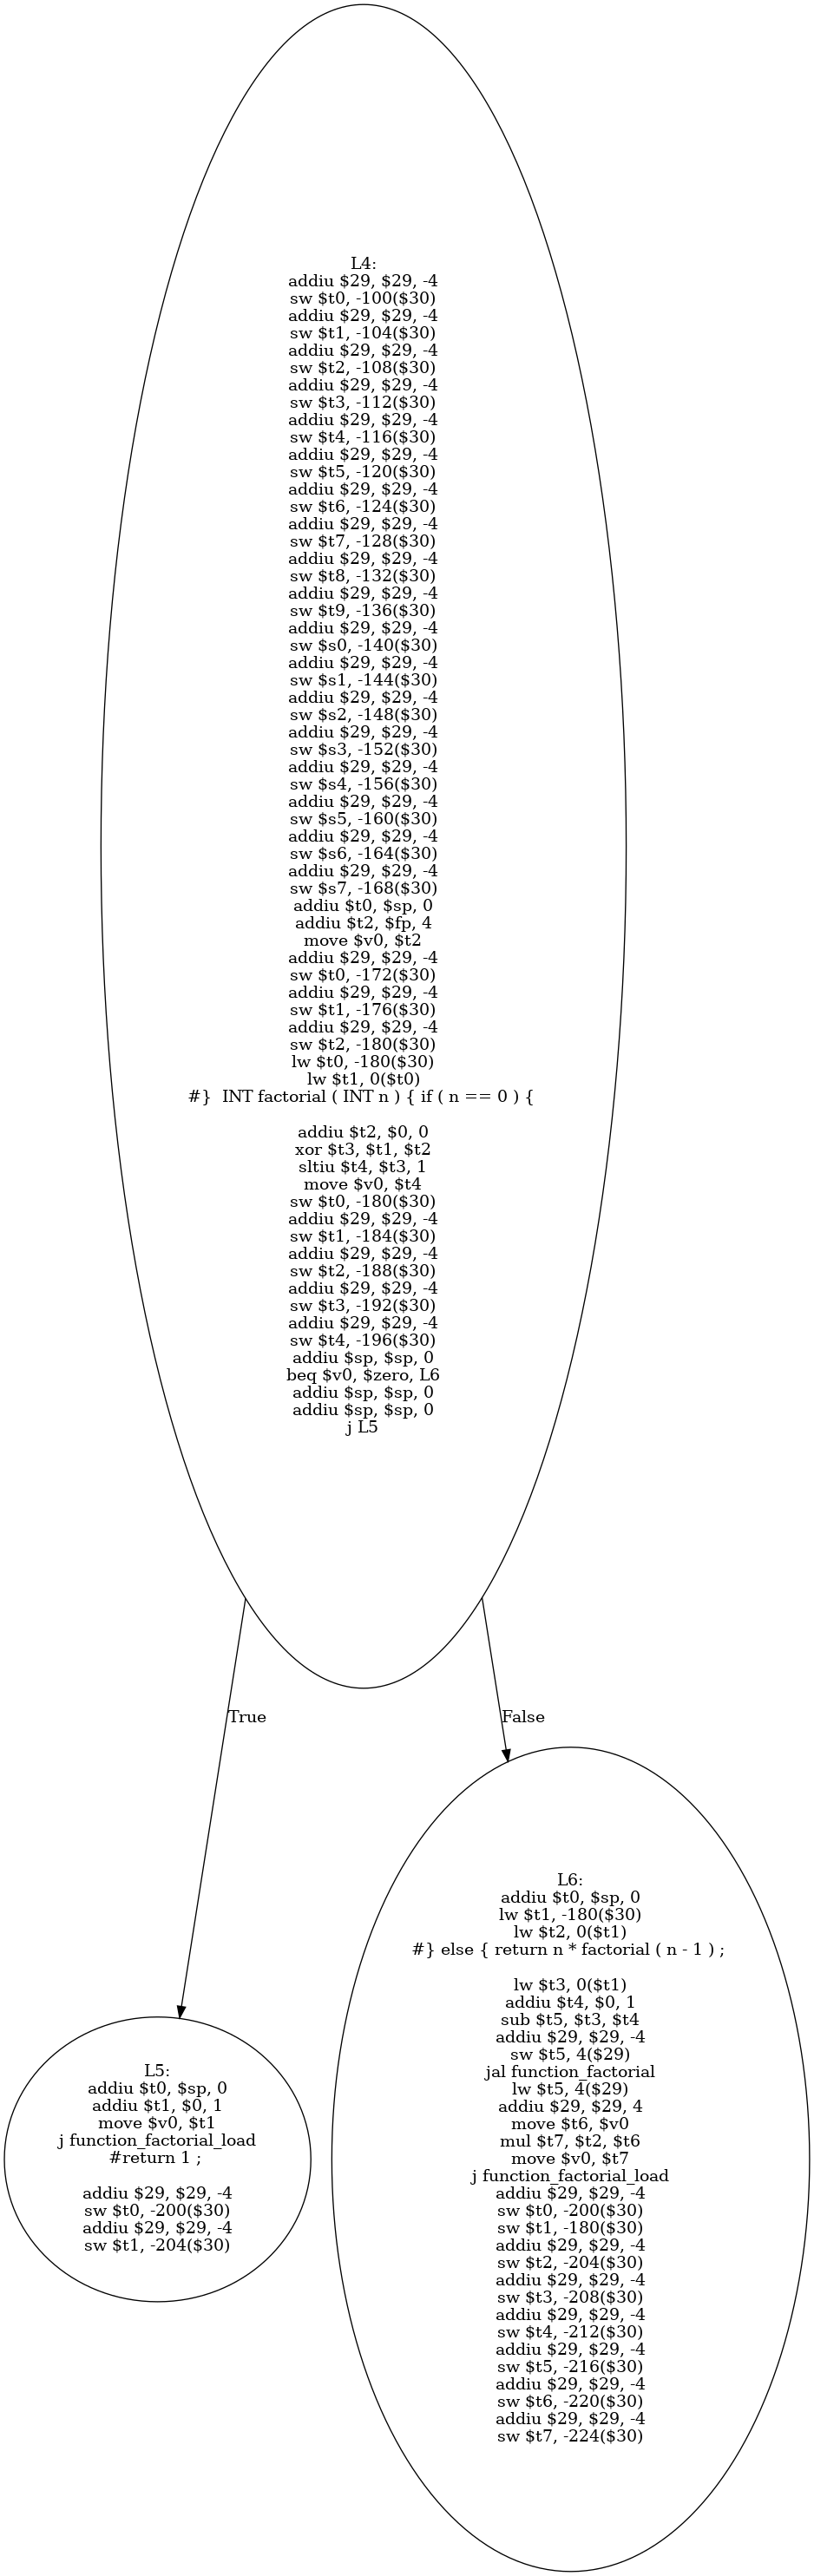 L4:
addiu $29, $29, -4
sw $t0, -100($30)
addiu $29, $29, -4
sw $t1, -104($30)
addiu $29, $29, -4
sw $t2, -108($30)
addiu $29, $29, -4
sw $t3, -112($30)
addiu $29, $29, -4
sw $t4, -116($30)
addiu $29, $29, -4
sw $t5, -120($30)
addiu $29, $29, -4
sw $t6, -124($30)
addiu $29, $29, -4
sw $t7, -128($30)
addiu $29, $29, -4
sw $t8, -132($30)
addiu $29, $29, -4
sw $t9, -136($30)
addiu $29, $29, -4
sw $s0, -140($30)
addiu $29, $29, -4
sw $s1, -144($30)
addiu $29, $29, -4
sw $s2, -148($30)
addiu $29, $29, -4
sw $s3, -152($30)
addiu $29, $29, -4
sw $s4, -156($30)
addiu $29, $29, -4
sw $s5, -160($30)
addiu $29, $29, -4
sw $s6, -164($30)
addiu $29, $29, -4
sw $s7, -168($30)
addiu $t0, $sp, 0
addiu $t2, $fp, 4
move $v0, $t2
addiu $29, $29, -4
sw $t0, -172($30)
addiu $29, $29, -4
sw $t1, -176($30)
addiu $29, $29, -4
sw $t2, -180($30)
lw $t0, -180($30)
lw $t1, 0($t0)
#}  INT factorial ( INT n ) { if ( n == 0 ) {
addiu $t2, $0, 0
xor $t3, $t1, $t2
sltiu $t4, $t3, 1
move $v0, $t4
sw $t0, -180($30)
addiu $29, $29, -4
sw $t1, -184($30)
addiu $29, $29, -4
sw $t2, -188($30)
addiu $29, $29, -4
sw $t3, -192($30)
addiu $29, $29, -4
sw $t4, -196($30)
addiu $sp, $sp, 0
beq $v0, $zero, L6
addiu $sp, $sp, 0
addiu $sp, $sp, 0
j L5
True
False
L5:
addiu $t0, $sp, 0
addiu $t1, $0, 1
move $v0, $t1
j function_factorial_load
#return 1 ;
addiu $29, $29, -4
sw $t0, -200($30)
addiu $29, $29, -4
sw $t1, -204($30)
L6:
addiu $t0, $sp, 0
lw $t1, -180($30)
lw $t2, 0($t1)
#} else { return n * factorial ( n - 1 ) ;
lw $t3, 0($t1)
addiu $t4, $0, 1
sub $t5, $t3, $t4
addiu $29, $29, -4
sw $t5, 4($29)
jal function_factorial
lw $t5, 4($29)
addiu $29, $29, 4
move $t6, $v0
mul $t7, $t2, $t6
move $v0, $t7
j function_factorial_load
addiu $29, $29, -4
sw $t0, -200($30)
sw $t1, -180($30)
addiu $29, $29, -4
sw $t2, -204($30)
addiu $29, $29, -4
sw $t3, -208($30)
addiu $29, $29, -4
sw $t4, -212($30)
addiu $29, $29, -4
sw $t5, -216($30)
addiu $29, $29, -4
sw $t6, -220($30)
addiu $29, $29, -4
sw $t7, -224($30)